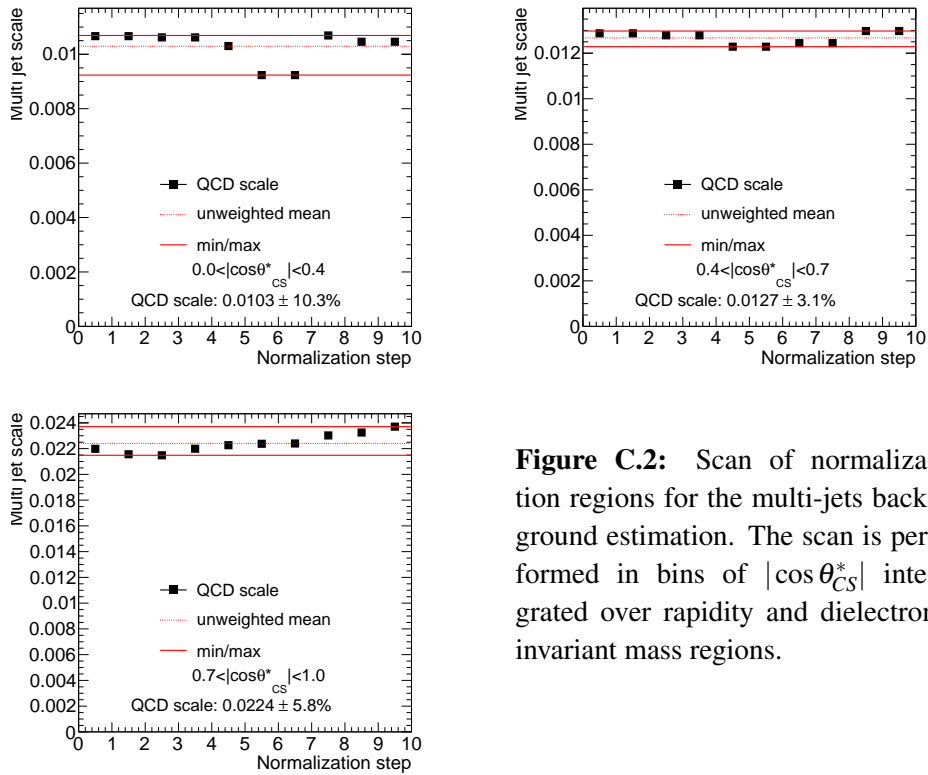 Multi jet scale
0.01
0.008
0.006
0.004
0.002
0
QCD scale
unweighted mean
min/max
0.0<|cosθ*CS|<0.4
QCD scale: 0.0103 ± 10.3%
0 1 2 3 4 5 6 7 8 9 10
Normalization step
Multi jet scale
0.012
0.01
0.008
0.006
0.004
0.002
0
QCD scale
unweighted mean
min/max
0.4<|cosθ*CS|<0.7
QCD scale: 0.0127 ± 3.1%
0 1 2 3 4 5 6 7 8 9 10
Normalization step
Multi jet scale
0.024
0.022
0.02
0.018
0.016
0.014
0.012
0.01
0.008
0.006
0.004
0.002
0
QCD scale
unweighted mean
min/max
0.7<|cosθ*CS|<1.0
QCD scale: 0.0224 ± 5.8%
0 1 2 3 4 5 6 7 8 9 10
Normalization step
Figure C.2: Scan of normaliza-
tion regions for the multi-jets back-
ground estimation. The scan is per-
formed in bins of |cos θ*CS| inte-
grated over rapidity and dielectron
invariant mass regions.